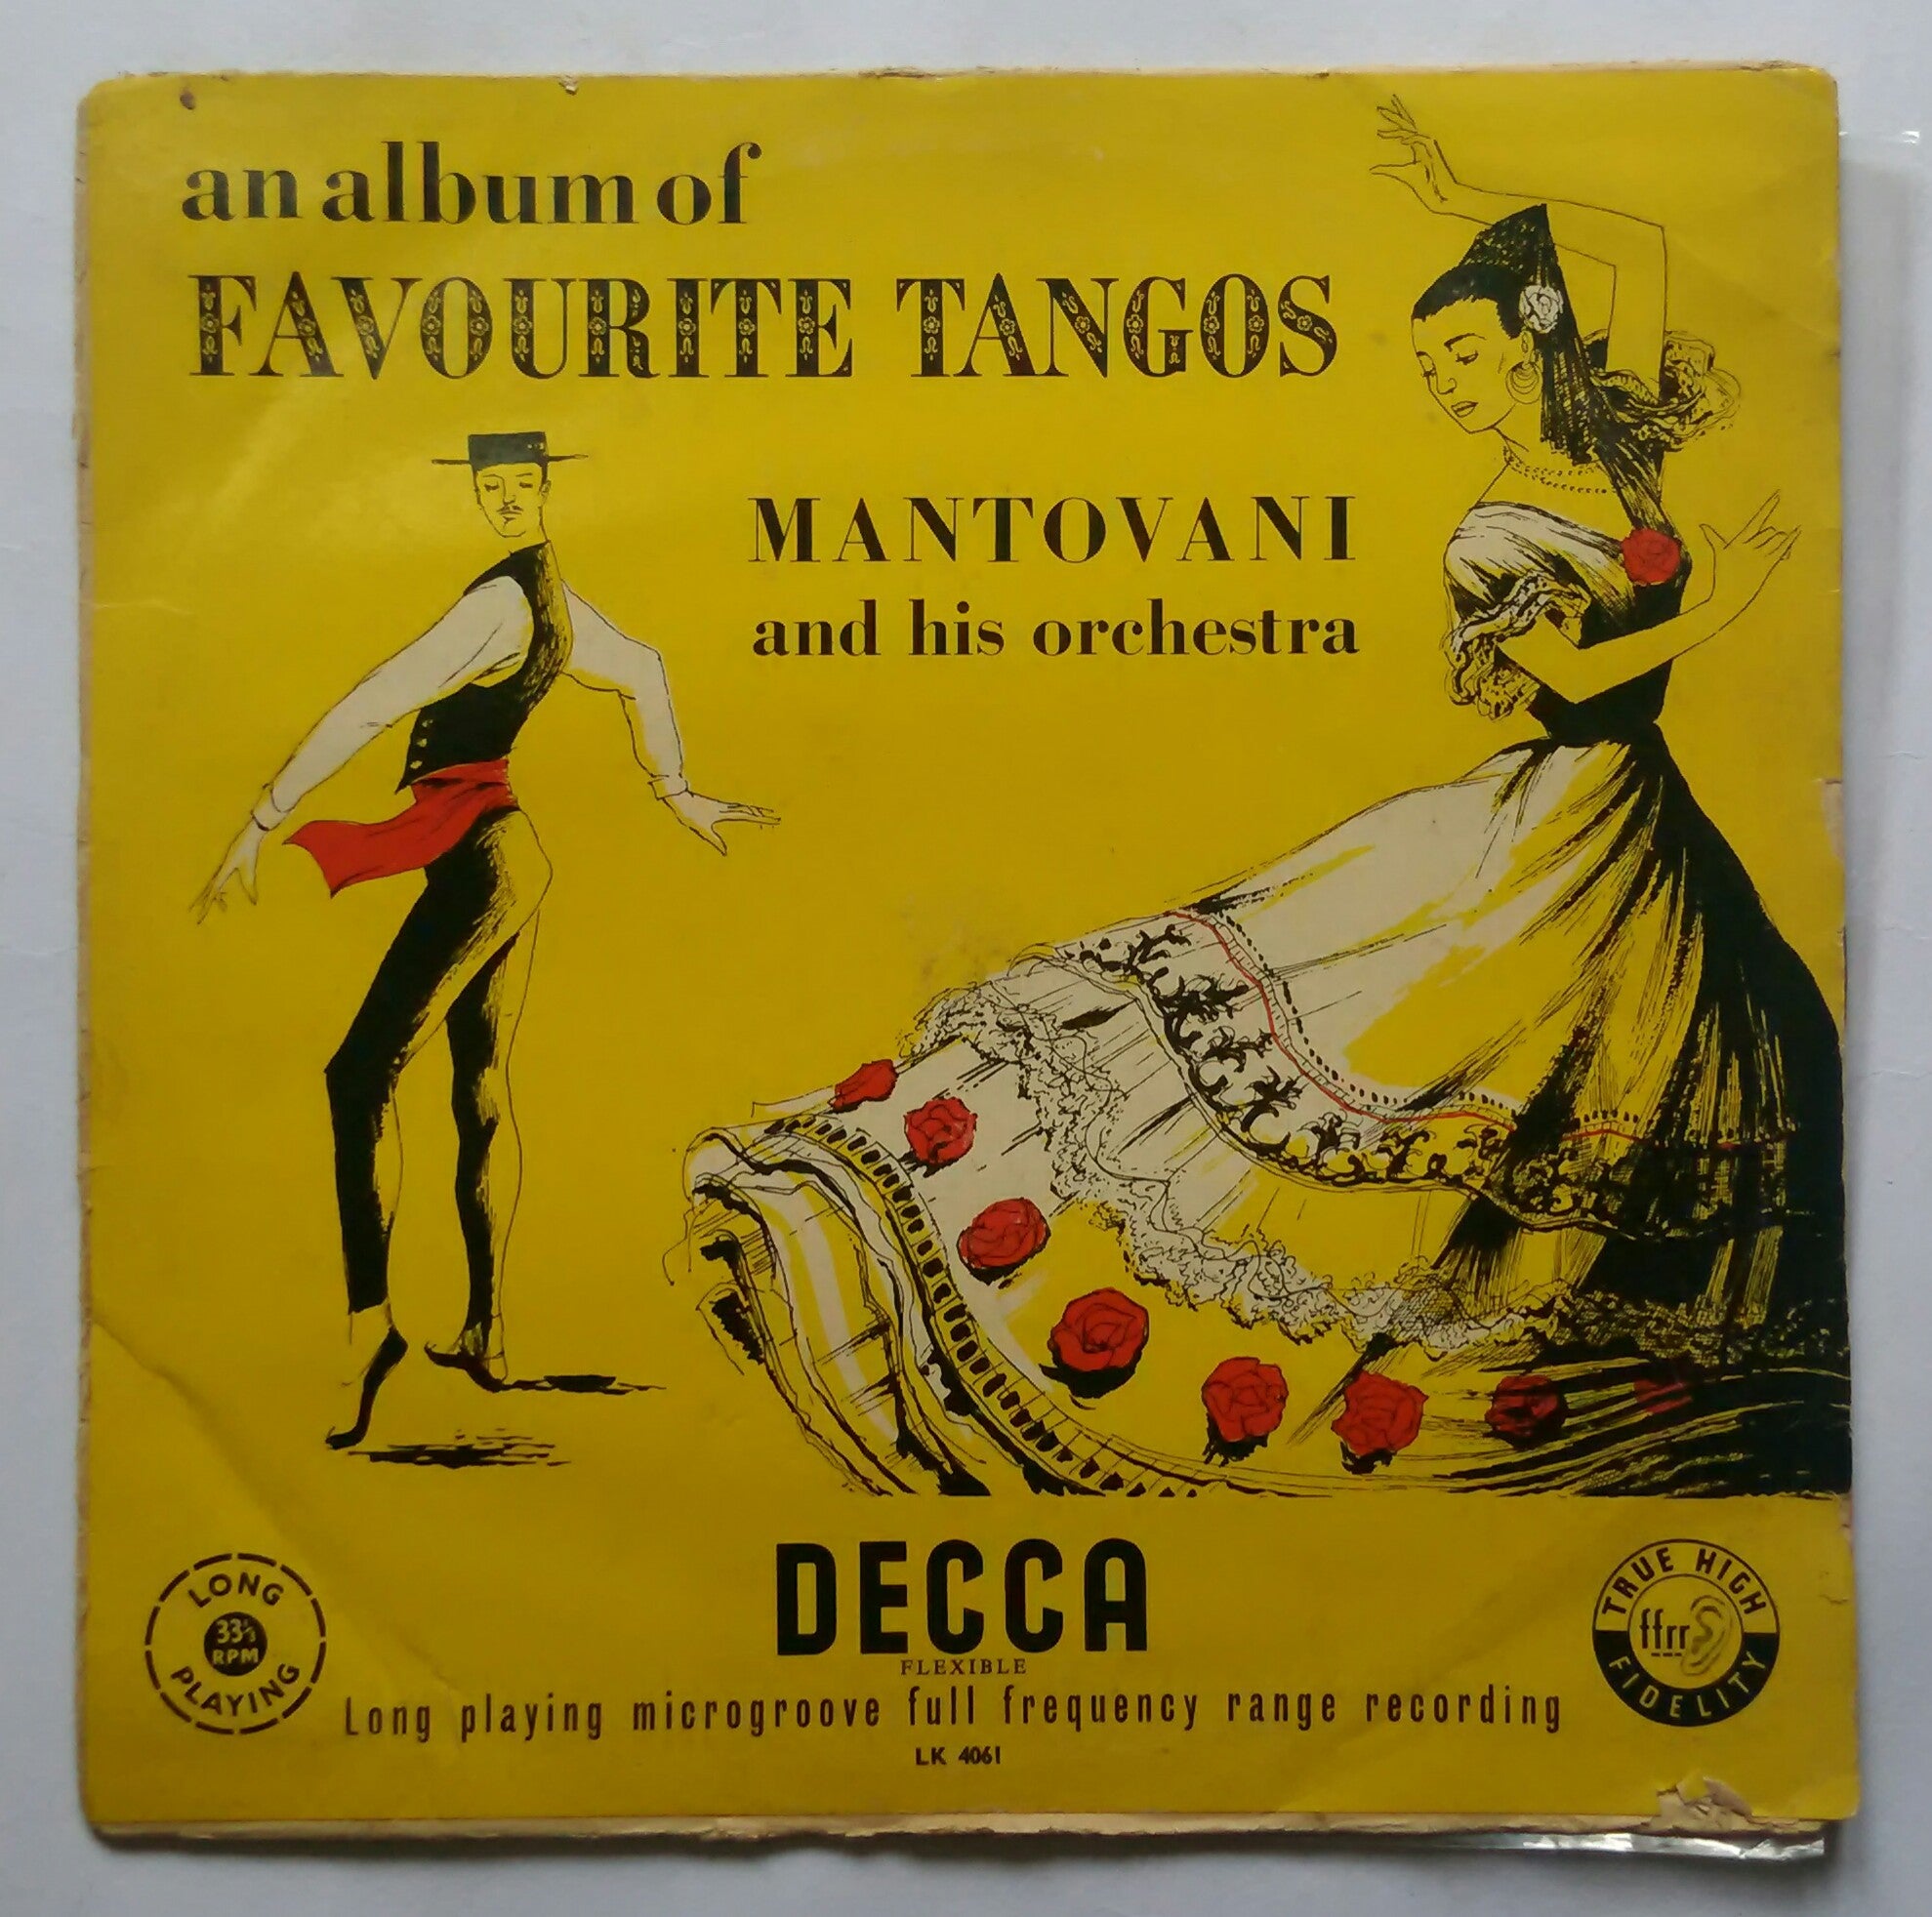 an album of
FAVOURITE TANGOS
MANTOVANI
and his orchestra
LONG
33⅓
RPM
PLAYING
DECCA
FLEXIBLE
Long playing microgroove full frequency range recording
LK 4061
TRUE HIGH
ffrr
FIDELITY